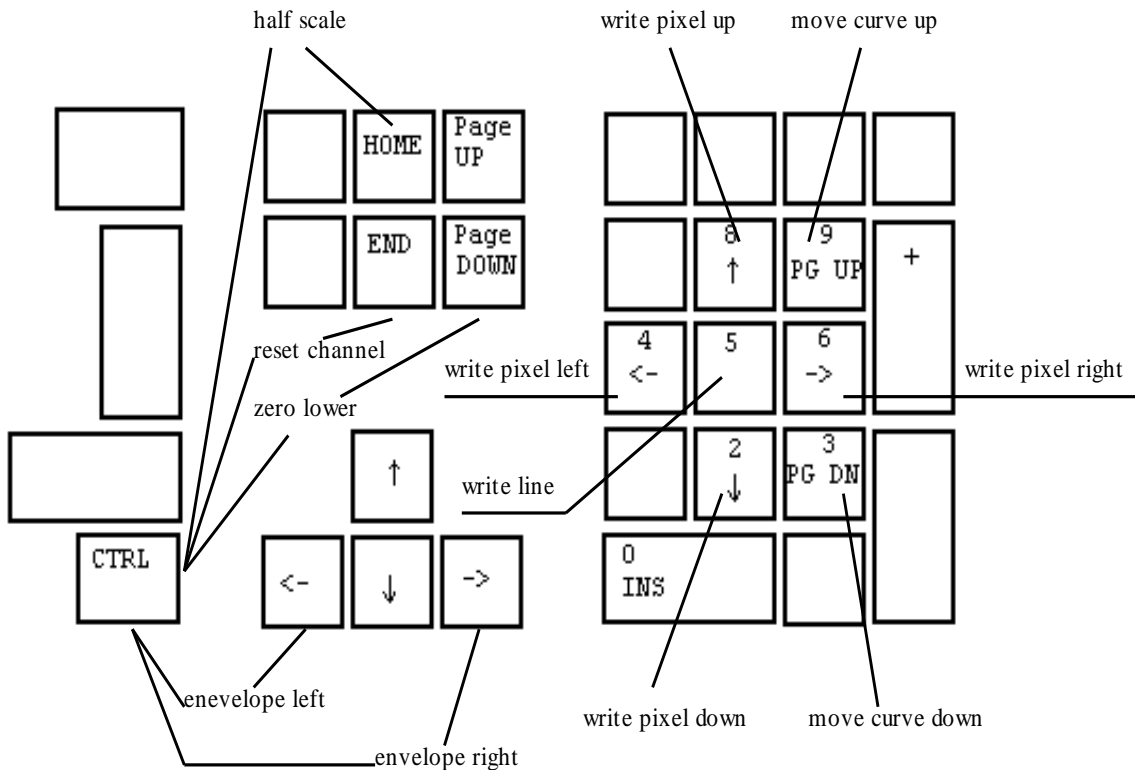 half scale
write pixel up
move curve up
HOME
Page
UP
END
Page
DOWN
8
↑
9
PG UP
+
reset channel
zero lower
write pixel left
4
<-
5
6
->
write pixel right
↑
write line
2
↓
3
PG DN
CTRL
<-
↓
->
0
INS
enevelope left
envelope right
write pixel down
move curve down